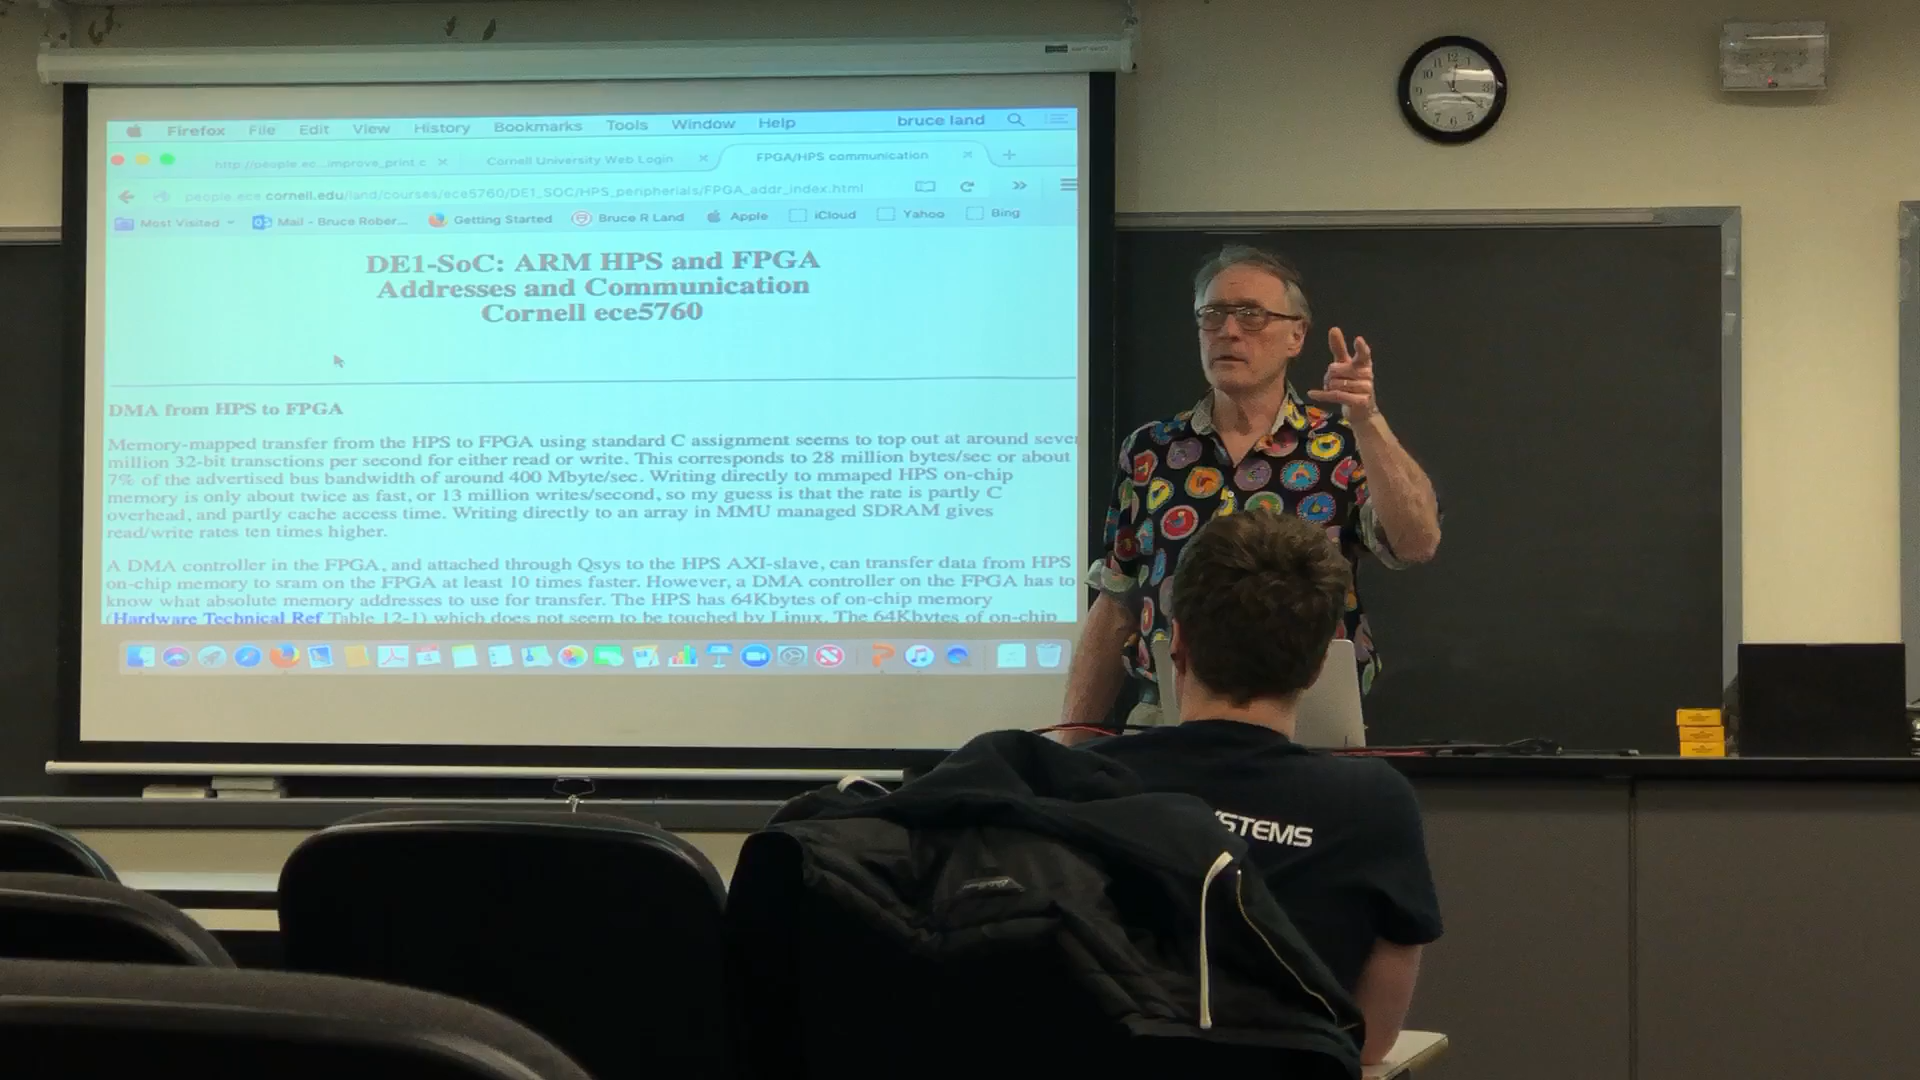 Firefox File Edit View History Bookmarks Tools Window Help bruce land
http://people.ec...improve_print.c Cornell University Web Login FPGA/HPS communication
people.ece.cornell.edu/land/courses/ece5760/DE1_SOC/HPS_peripherials/FPGA_addr_index.html
Most Visited Mail - Bruce Rober... Getting Started Bruce R Land Apple iCloud Yahoo Bing
DE1-SoC: ARM HPS and FPGA
Addresses and Communication
Cornell ece5760
DMA from HPS to FPGA
Memory-mapped transfer from the HPS to FPGA using standard C assignment seems to top out at around seve
million 32-bit transctions per second for either read or write. This corresponds to 28 million bytes/sec or about
7% of the advertised bus bandwidth of around 400 Mbyte/sec. Writing directly to mmaped HPS on-chip
memory is only about twice as fast, or 13 million writes/second, so my guess is that the rate is partly C
overhead, and partly cache access time. Writing directly to an array in MMU managed SDRAM gives
read/write rates ten times higher.
A DMA controller in the FPGA, and attached through Qsys to the HPS AXI-slave, can transfer data from HPS
on-chip memory to sram on the FPGA at least 10 times faster. However, a DMA controller on the FPGA has to
know what absolute memory addresses to use for transfer. The HPS has 64Kbytes of on-chip memory
(Hardware Technical Ref Table 12-1) which does not seem to be touched by Linux. The 64Kbytes of on-chip
YSTEMS